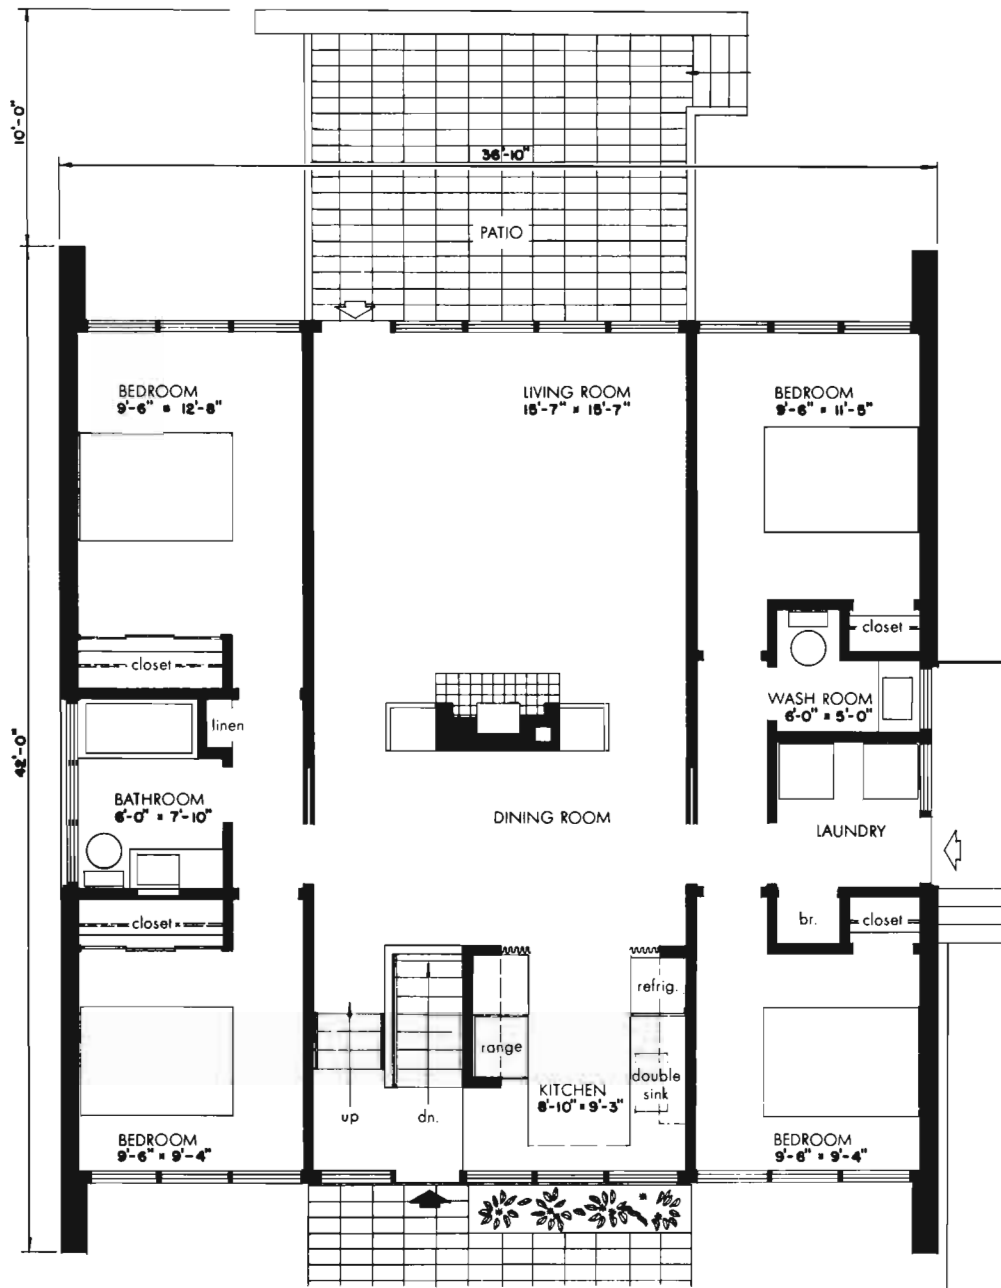 10'-0"
36'-10"
PATIO
BEDROOM
9'-6" x 12'-8"
LIVING ROOM
15'-7" x 15'-7"
BEDROOM
9'-6" x 11'-5"
closet
closet
linen
WASH ROOM
6'-0" x 5'-0"
42'-0"
BATHROOM
6'-0" x 7'-10"
DINING ROOM
LAUNDRY
closet
br.
closet
refrig.
range
double
sink
KITCHEN
8'-10" x 9'-3"
up
dn.
BEDROOM
9'-6" x 9'-4"
BEDROOM
9'-6" x 9'-4"